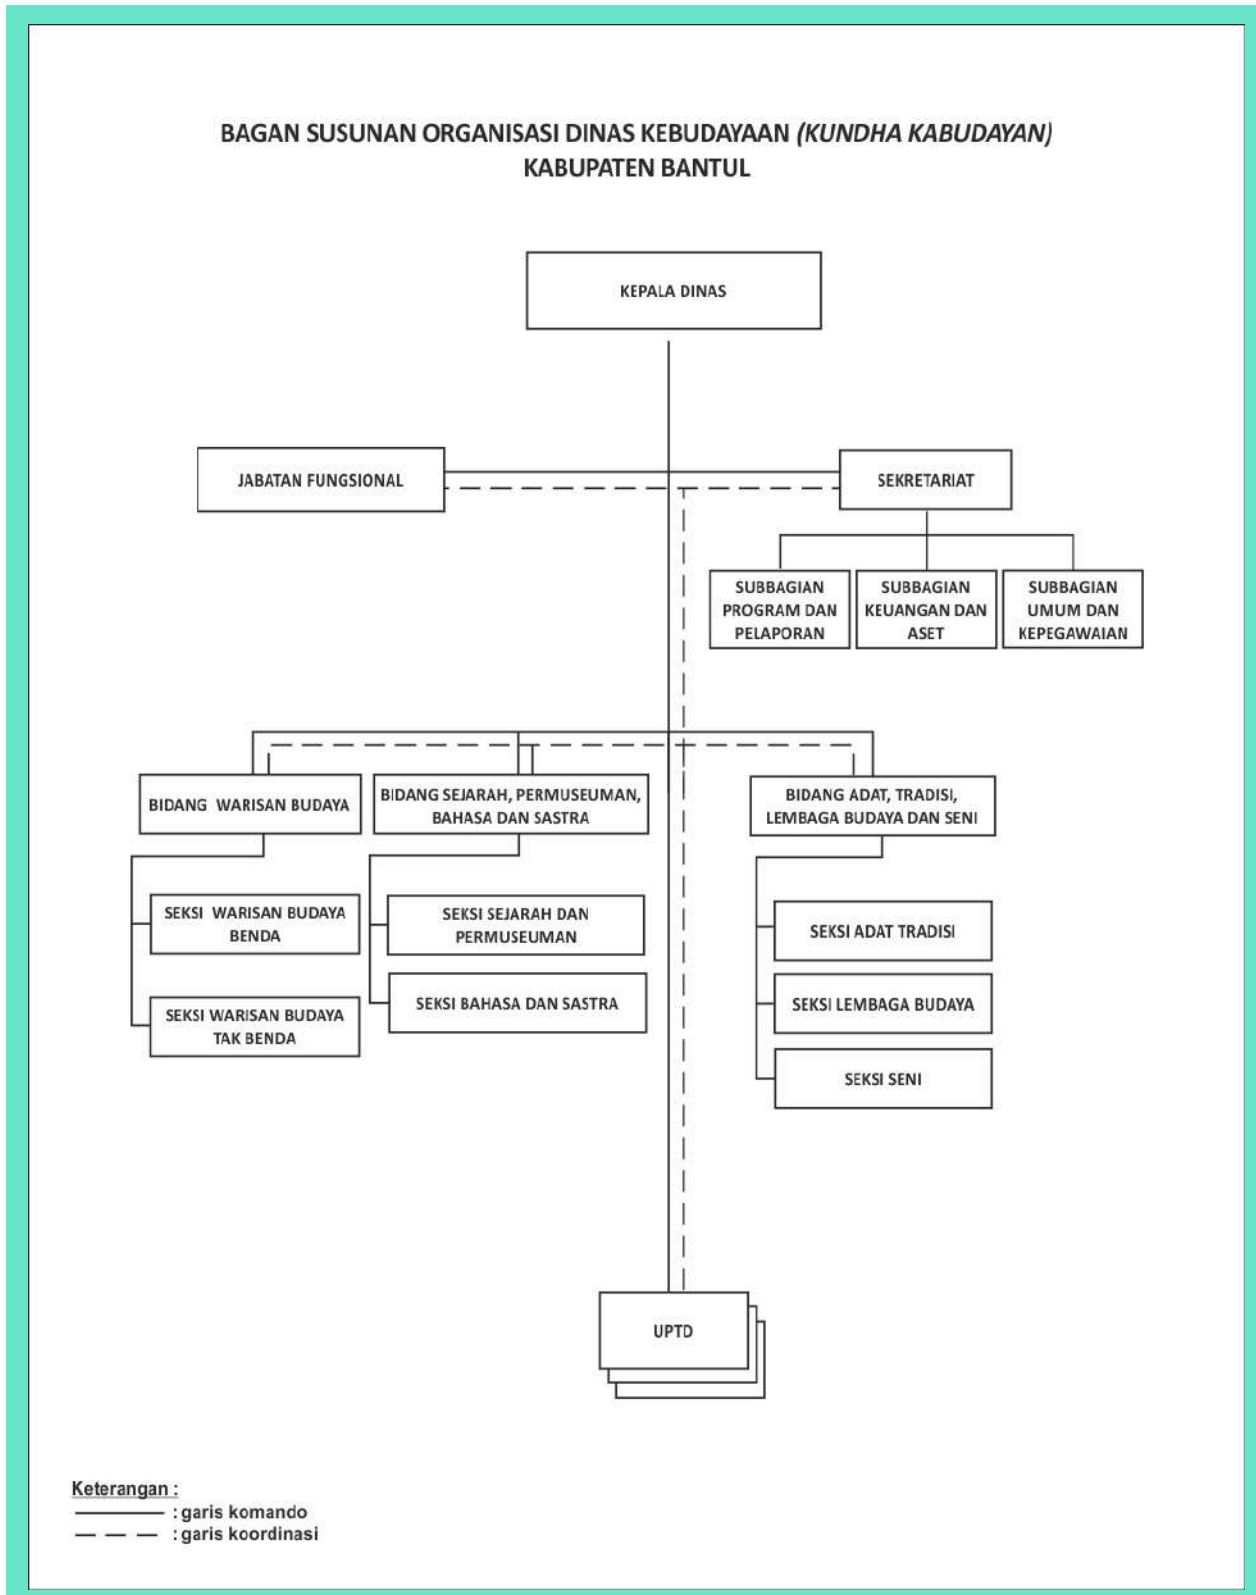 BAGAN SUSUNAN ORGANISASI DINAS KEBUDAYAAN (KUNDHA KABUDAYAN)
KABUPATEN BANTUL
KEPALA DINAS
JABATAN FUNGSIONAL
SEKRETARIAT
SUBBAGIAN
PROGRAM DAN
PELAPORAN
SUBBAGIAN
KEUANGAN DAN
ASET
SUBBAGIAN
UMUM DAN
KEPEGAWAIAN
BIDANG WARISAN BUDAYA
BIDANG SEJARAH, PERMUSEUMAN,
BAHASA DAN SASTRA
BIDANG ADAT, TRADISI,
LEMBAGA BUDAYA DAN SENI
SEKSI WARISAN BUDAYA
BENDA
SEKSI WARISAN BUDAYA
TAK BENDA
SEKSI SEJARAH DAN
PERMUSEUMAN
SEKSI BAHASA DAN SASTRA
SEKSI ADAT TRADISI
SEKSI LEMBAGA BUDAYA
SEKSI SENI
UPTD
Keterangan :
: garis komando
: garis koordinasi